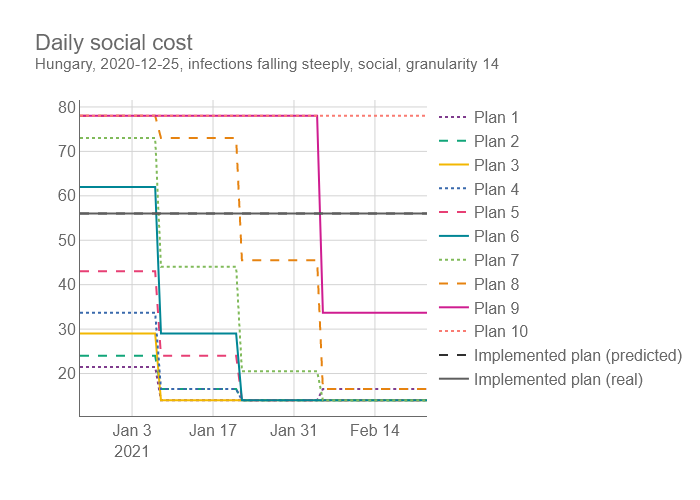 Daily social cost
Hungary, 2020-12-25, infections falling steeply, social, granularity 14
80
70
60
50
40
30
20
Jan 3
2021
Jan 17
Jan 31
Feb 14
Plan 1
Plan 2
Plan 3
Plan 4
Plan 5
Plan 6
Plan 7
Plan 8
Plan 9
Plan 10
Implemented plan (predicted)
Implemented plan (real)